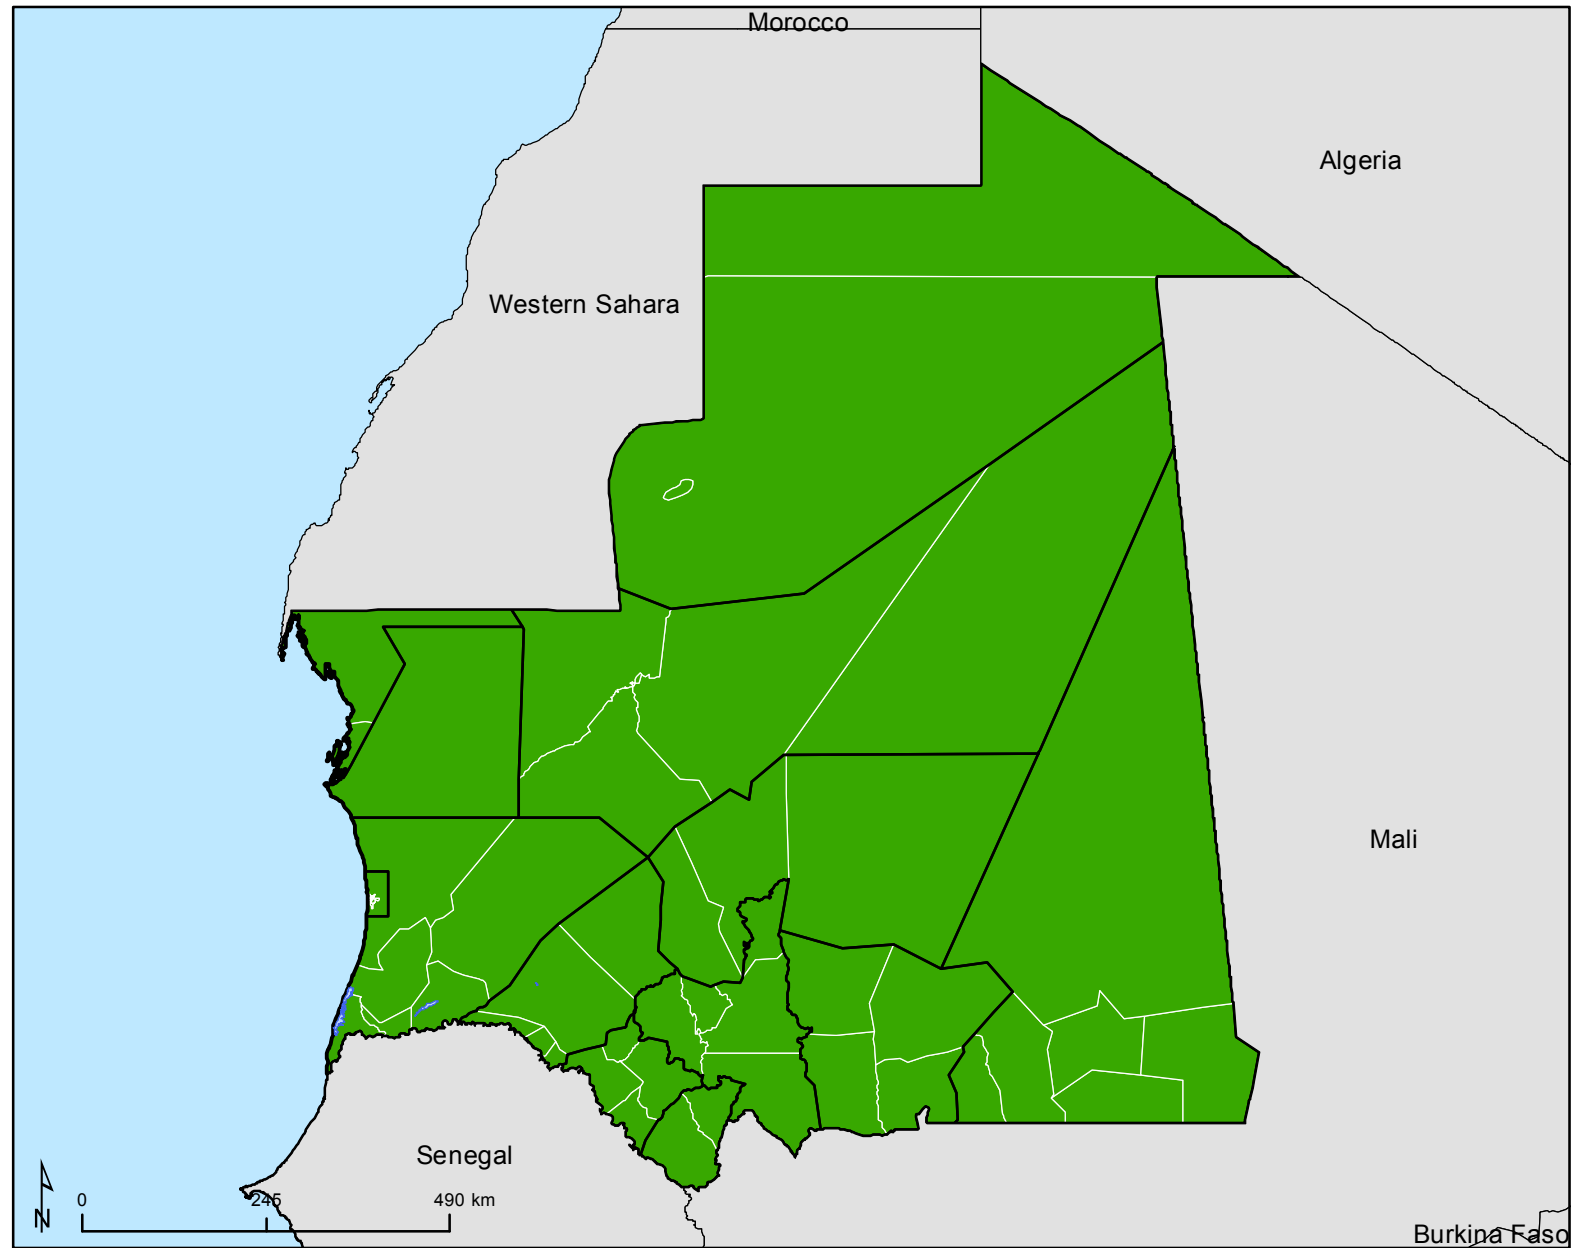 Morocco
Algeria
Western Sahara
Mali
Senegal
0 245 490 km
N
Burkina Faso